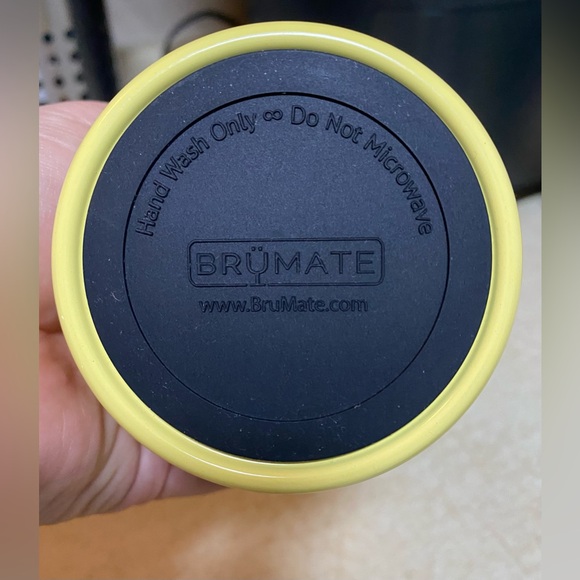 Hand Wash Only ∞ Do Not Microwave
BRÜMATE
www.BruMate.com